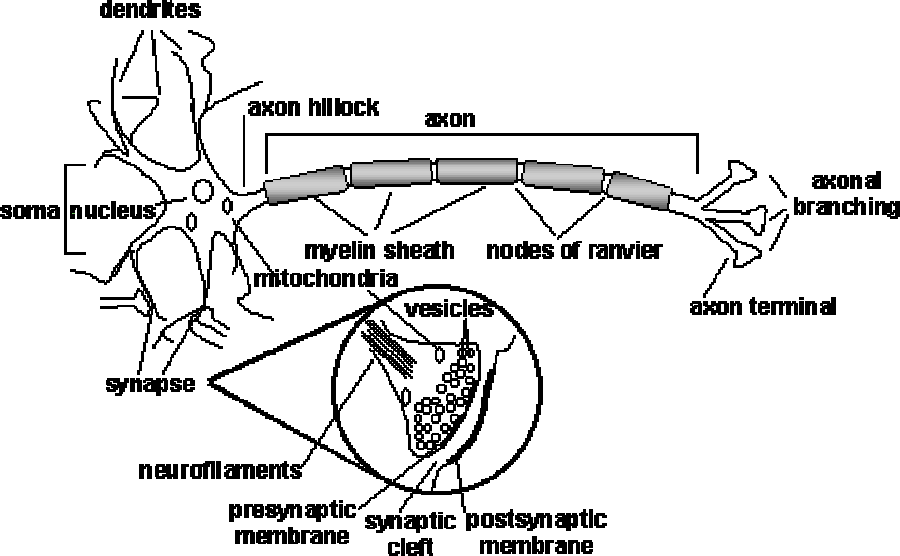 dendrites
axon hillock
axon
axonal
branching
soma nucleus
myelin sheath
nodes of ranvier
mitochondria
axon terminal
vesicles
synapse
neurofilaments
presynaptic
membrane
synaptic
cleft
postsynaptic
membrane